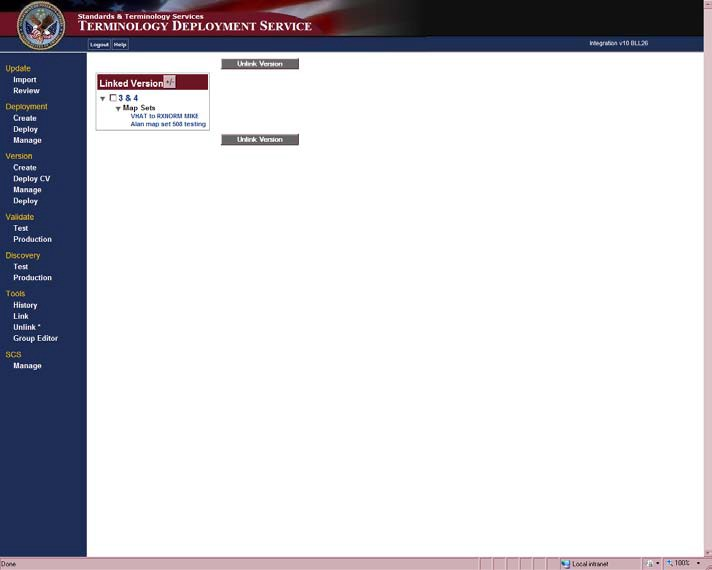 Standards & Terminology Services
TERMINOLOGY DEPLOYMENT SERVICE
Logout Help
Integration v10 BLL26
Update
Import
Review
Deployment
Create
Deploy
Manage
Version
Create
Deploy CV
Manage
Deploy
Validate
Test
Production
Discovery
Test
Production
Tools
History
Link
Unlink *
Group Editor
SCS
Manage
Unlink Version
Linked Version +/-
3 & 4
Map Sets
VHAT to RXNORM MIKE
Alan map set 508 testing
Unlink Version
Done
Local intranet
100%